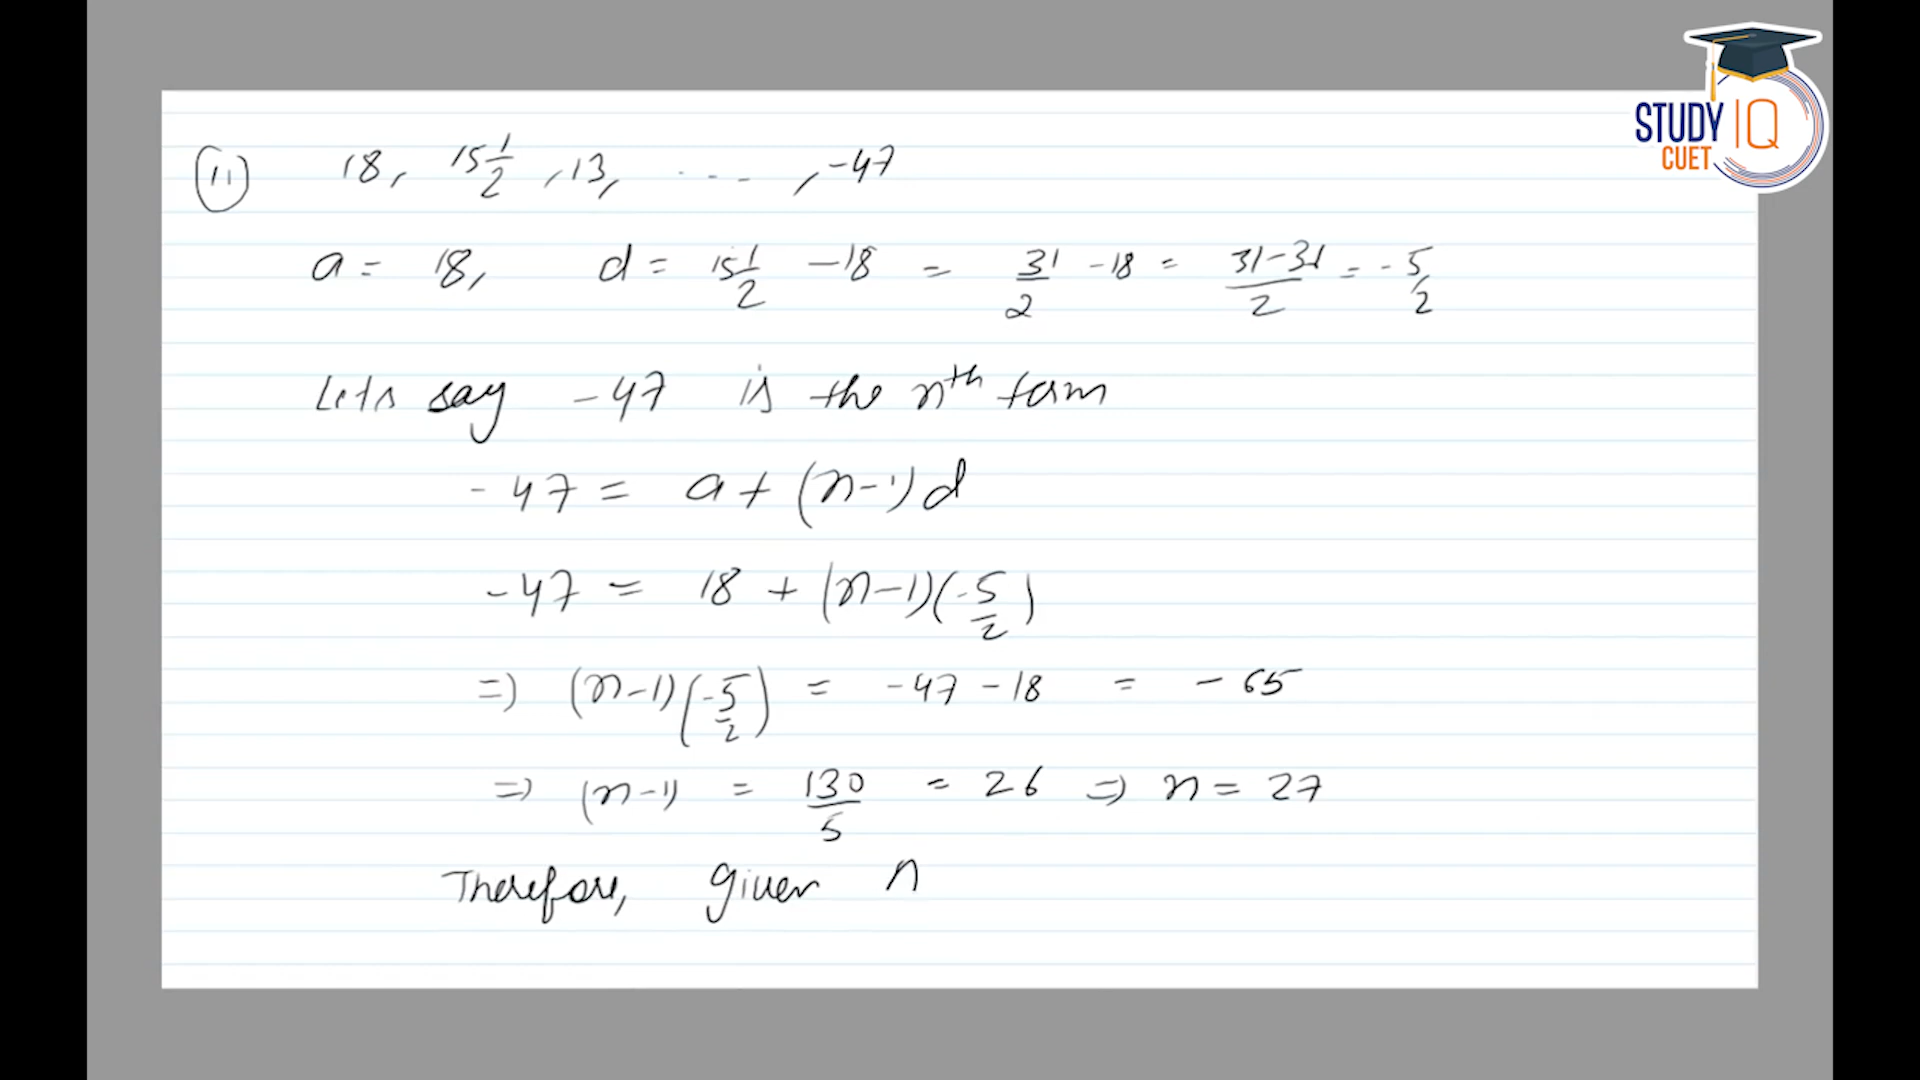 STUDY IQ
CUET
(ii) 18, 15 1/2, 13, ...., -47
a = 18, d = 15 1/2 - 18 = 31/2 - 18 = (31-36)/2 = -5/2
Lets say -47 is the nth term
-47 = a + (n-1)d
-47 = 18 + (n-1)(-5/2)
=> (n-1)(-5/2) = -47 - 18 = -65
=> (n-1) = 130/5 = 26 => n = 27
Therefore, given n